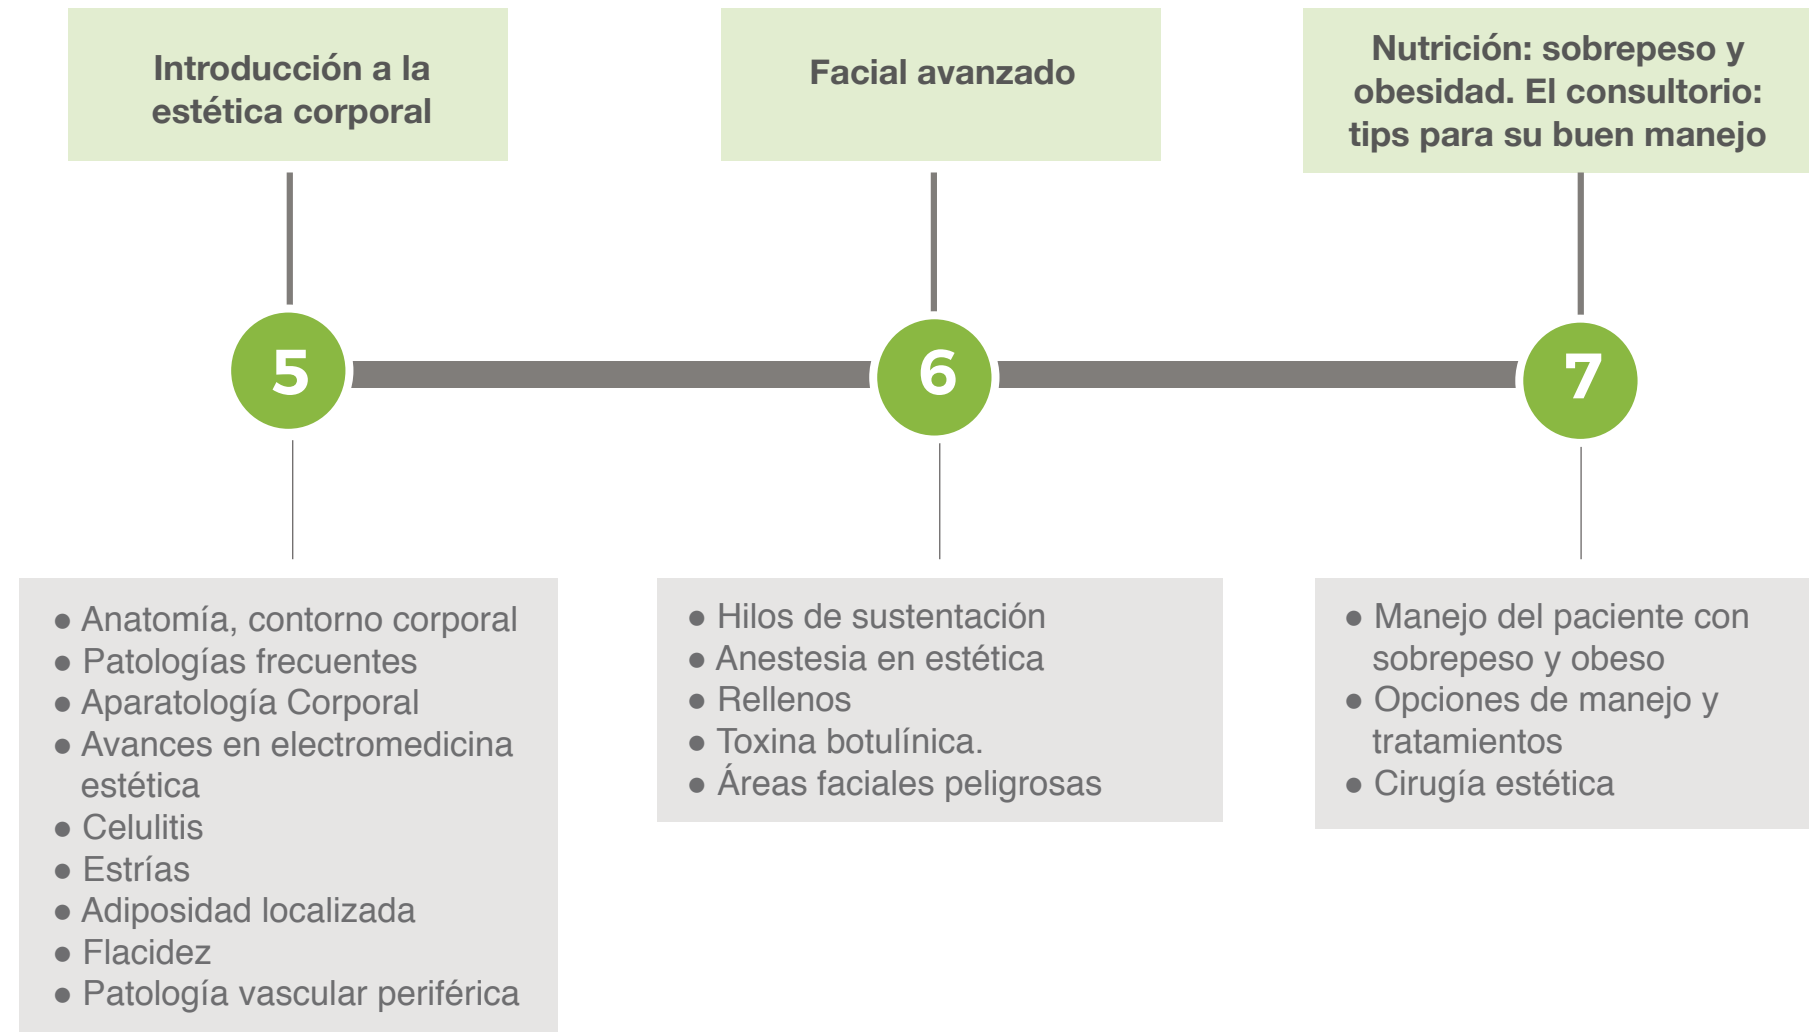 Introducción a la
estética corporal
5
● Anatomía, contorno corporal
● Patologías frecuentes
● Aparatología Corporal
● Avances en electromedicina
estética
● Celulitis
● Estrías
● Adiposidad localizada
● Flacidez
● Patología vascular periférica
Facial avanzado
6
● Hilos de sustentación
● Anestesia en estética
● Rellenos
● Toxina botulínica.
● Áreas faciales peligrosas
Nutrición: sobrepeso y
obesidad. El consultorio:
tips para su buen manejo
7
● Manejo del paciente con
sobrepeso y obeso
● Opciones de manejo y
tratamientos
● Cirugía estética